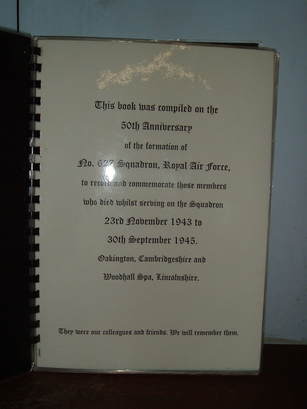 This book was compiled on the
50th Anniversary
of the formation of
No. 627 Squadron, Royal Air Force,
to record and commemorate those members
who died whilst serving on the Squadron
23rd November 1943 to
30th September 1945.
Oakington, Cambridgeshire and
Woodhall Spa, Lincolnshire.
They were our colleagues and friends. We will remember them.